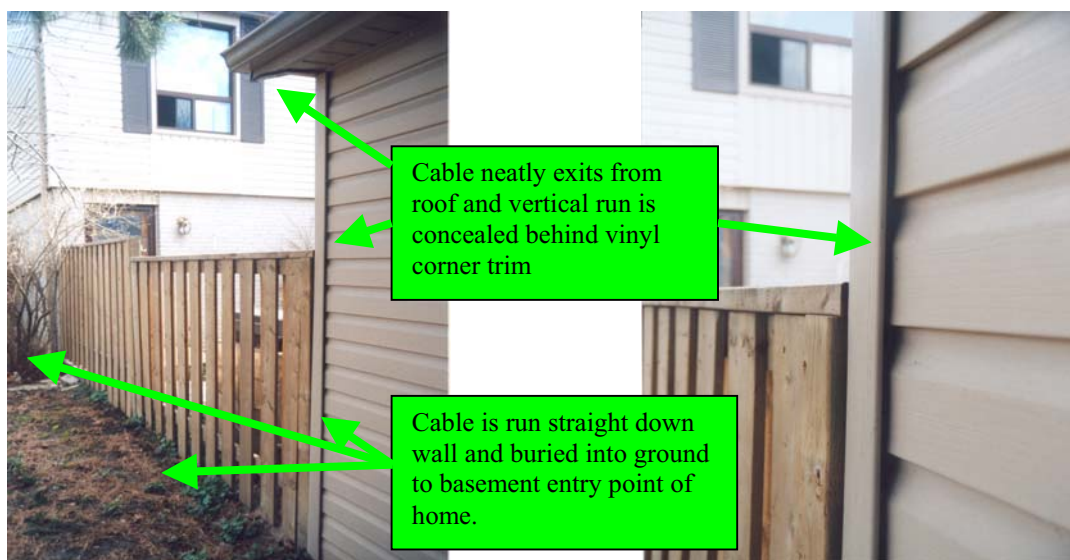 Cable neatly exits from
roof and vertical run is
concealed behind vinyl
corner trim
Cable is run straight down
wall and buried into ground
to basement entry point of
home.